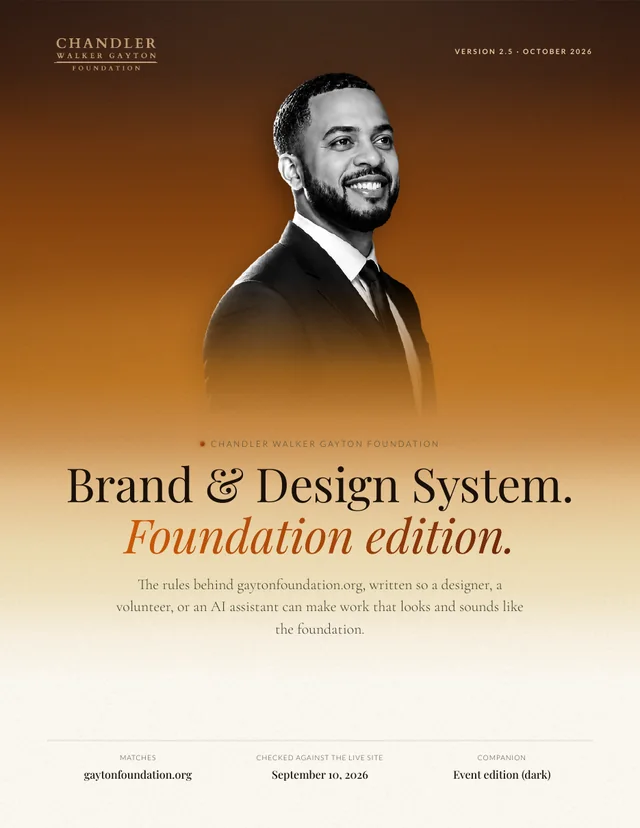 CHANDLER
WALKER GAYTON
FOUNDATION
VERSION 2.5 · OCTOBER 2026
CHANDLER WALKER GAYTON FOUNDATION
Brand & Design System.
Foundation edition.
The rules behind gaytonfoundation.org, written so a designer, a
volunteer, or an AI assistant can make work that looks and sounds like
the foundation.
MATCHES
gaytonfoundation.org
CHECKED AGAINST THE LIVE SITE
September 10, 2026
COMPANION
Event edition (dark)